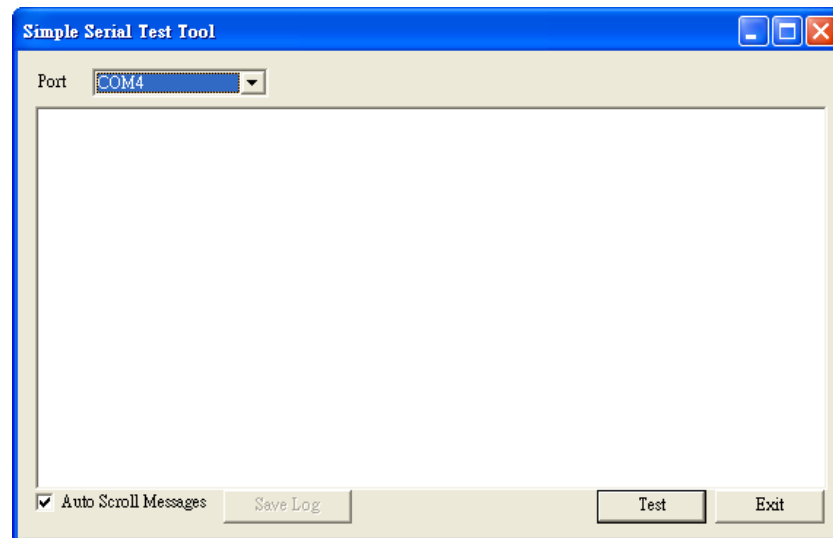 Simple Serial Test Tool
Port COM4
Auto Scroll Messages Save Log Test Exit